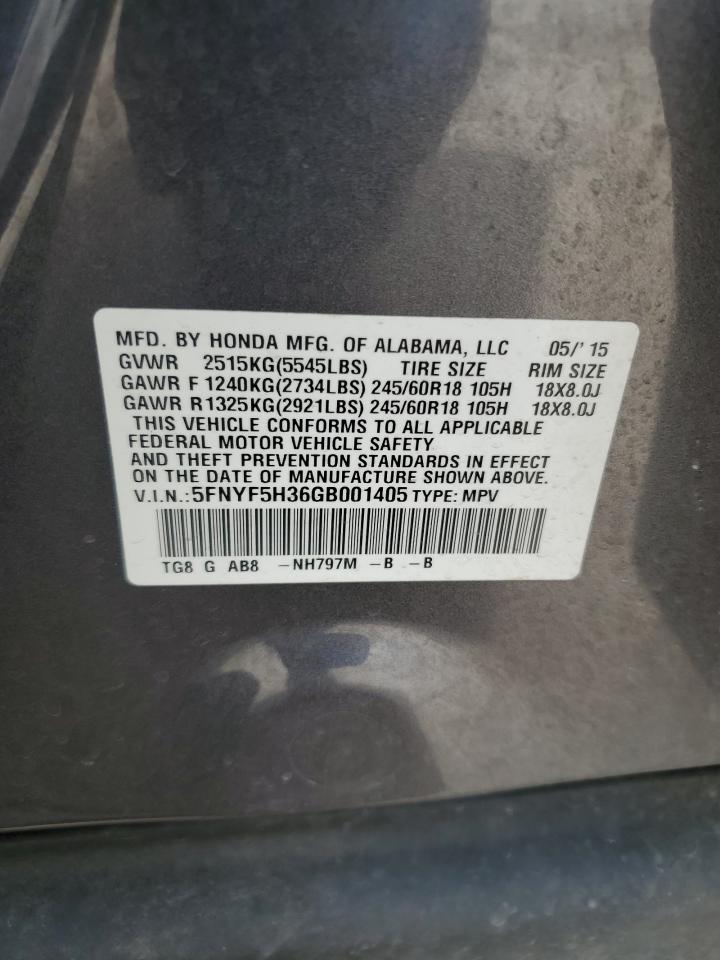 MFD. BY HONDA MFG. OF ALABAMA, LLC 05/'15
GVWR 2515KG(5545LBS) TIRE SIZE RIM SIZE
GAWR F 1240KG(2734LBS) 245/60R18 105H 18X8.0J
GAWR R1325KG(2921LBS) 245/60R18 105H 18X8.0J
THIS VEHICLE CONFORMS TO ALL APPLICABLE
FEDERAL MOTOR VEHICLE SAFETY
AND THEFT PREVENTION STANDARDS IN EFFECT
ON THE DATE OF MANUFACTURE SHOWN ABOVE.
V.I.N.:5FNYF5H36GB001405 TYPE: MPV
TG8 G AB8 -NH797M -B -B